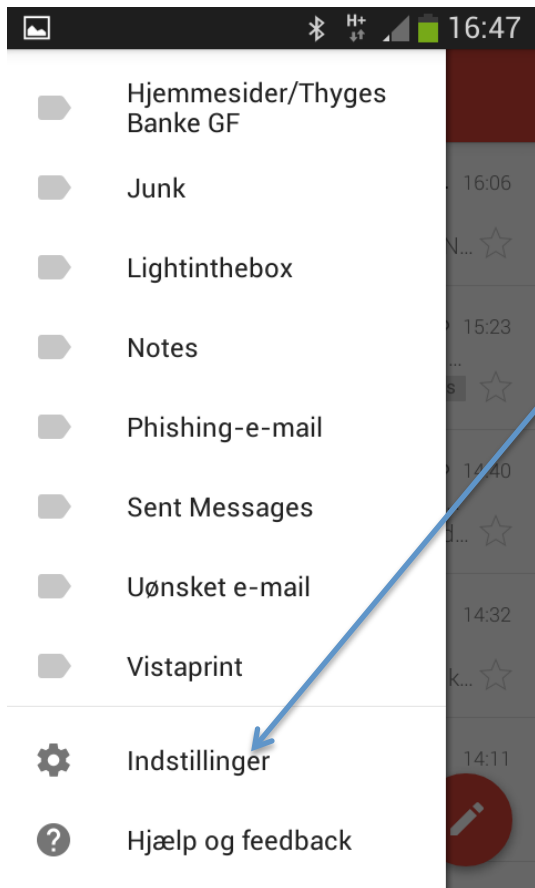 H+
16:47
Hjemmesider/Thyges
Banke GF
16:06
Junk
N...
Lightinthebox
15:23
Notes
...
s
Phishing-e-mail
14:40
Sent Messages
d...
Uønsket e-mail
14:32
Vistaprint
k...
Indstillinger
14:11
Hjælp og feedback